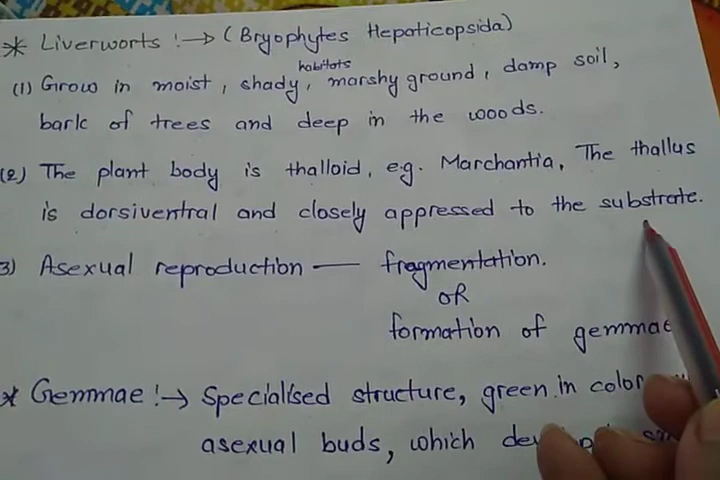 * Liverworts :→ (Bryophytes Hepaticopsida)
(1) Grow in moist, shady habitats, marshy ground, damp soil,
bark of trees and deep in the woods.
(2) The plant body is thalloid, e.g. Marchantia, The thallus
is dorsiventral and closely appressed to the substrate.
3) Asexual reproduction — fragmentation.
OR
formation of gemmae
* Gemmae :→ Specialised structure, green in color
asexual buds, which